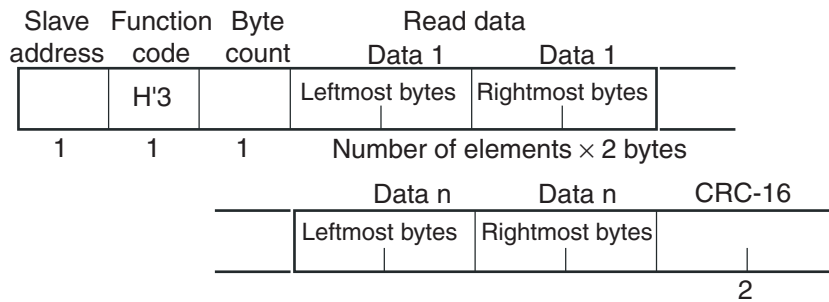 Slave Function Byte Read data
address code count Data 1 Data 1
H'3 Leftmost bytes Rightmost bytes
1 1 1 Number of elements × 2 bytes
Data n Data n CRC-16
Leftmost bytes Rightmost bytes
2